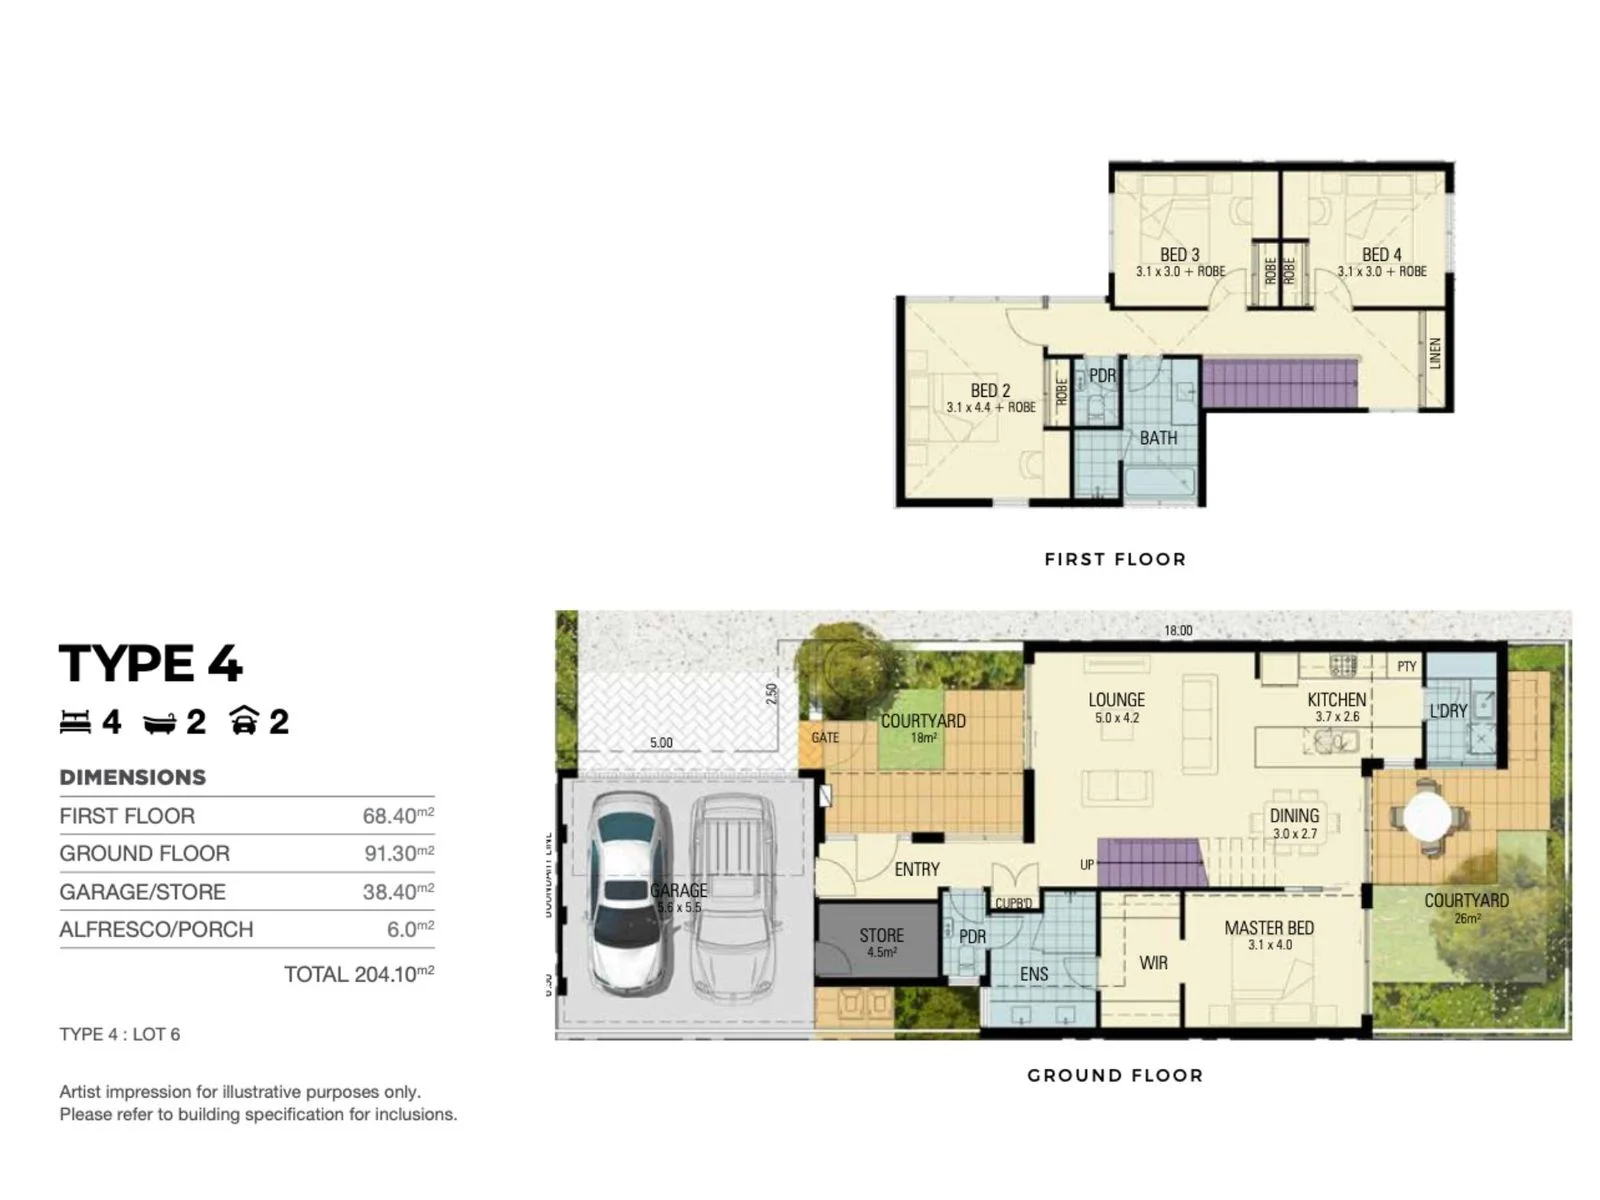 BED 3
3.1 x 3.0 + ROBE
ROBE
ROBE
BED 4
3.1 x 3.0 + ROBE
LINEN
BED 2
3.1 x 4.4 + ROBE
ROBE
PDR
BATH
FIRST FLOOR
TYPE 4
4 2 2
DIMENSIONS
FIRST FLOOR 68.40m2
GROUND FLOOR 91.30m2
GARAGE/STORE 38.40m2
ALFRESCO/PORCH 6.0m2
TOTAL 204.10m2
TYPE 4 : LOT 6
Artist impression for illustrative purposes only.
Please refer to building specification for inclusions.
18.00
2.50
5.00
GATE
COURTYARD
18m²
LOUNGE
5.0 x 4.2
KITCHEN
3.7 x 2.6
PTY
L'DRY
DINING
3.0 x 2.7
UP
ENTRY
CUPB'D
GARAGE
5.6 x 5.5
STORE
4.5m²
PDR
ENS
WIR
MASTER BED
3.1 x 4.0
COURTYARD
26m²
BOUNDARY LINE
GROUND FLOOR